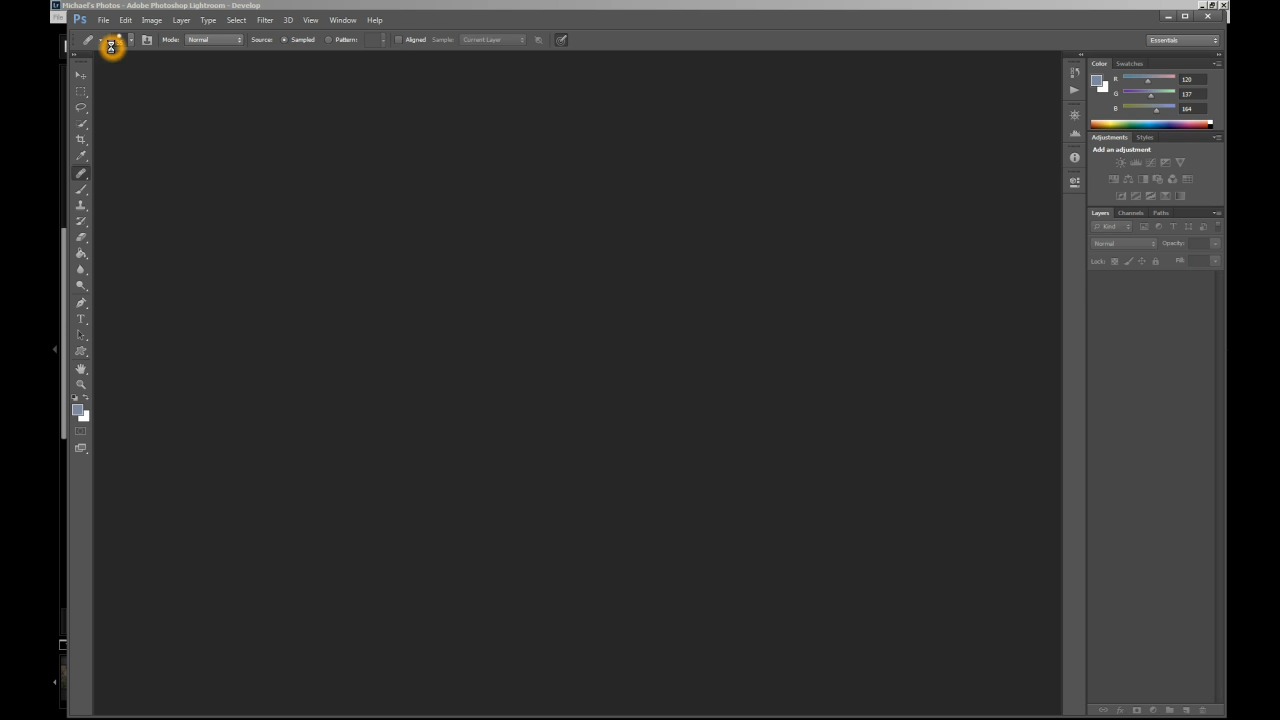 Michael's Photos - Adobe Photoshop Lightroom - Develop
File
Ps File Edit Image Layer Type Select Filter 3D View Window Help
Mode: Normal Source: Sampled Pattern: Aligned Sample: Current Layer Essentials
Color Swatches
R 120
G 137
B 164
Adjustments Styles
Add an adjustment
Layers Channels Paths
Kind
Normal Opacity:
Lock: Fill: